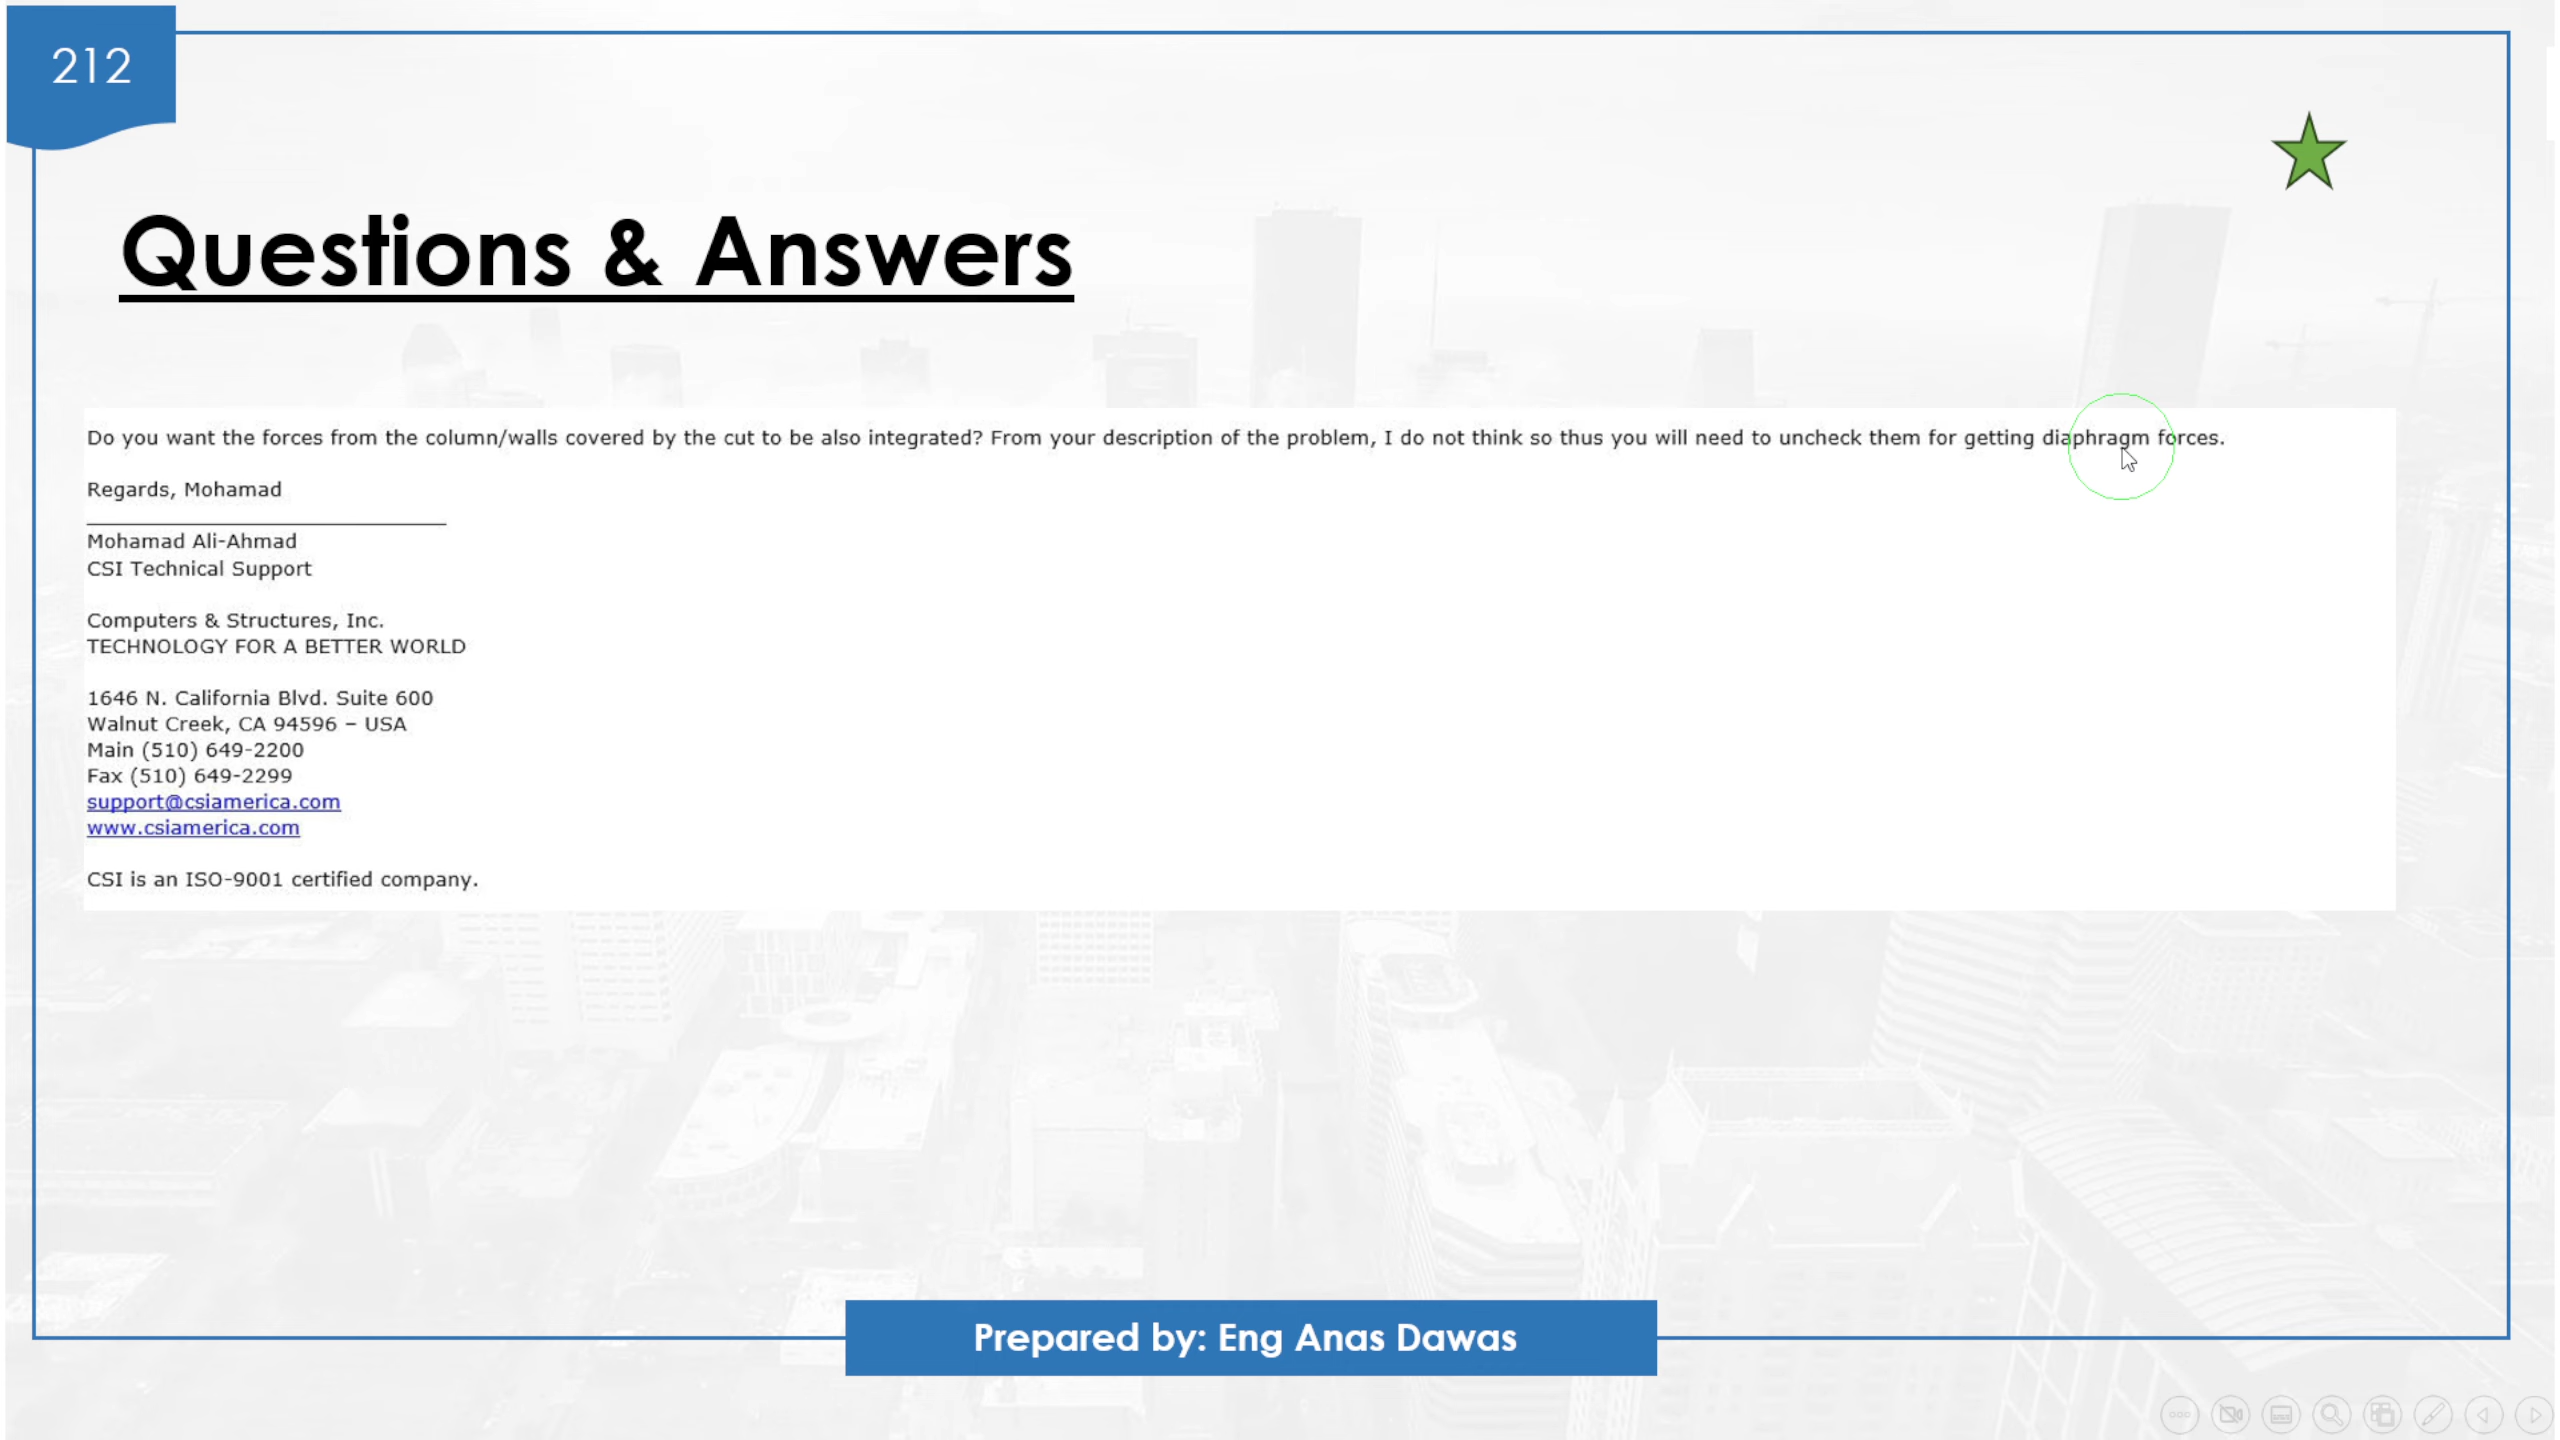 212
Questions & Answers
Do you want the forces from the column/walls covered by the cut to be also integrated? From your description of the problem, I do not think so thus you will need to uncheck them for getting diaphragm forces.
Regards, Mohamad
Mohamad Ali-Ahmad
CSI Technical Support
Computers & Structures, Inc.
TECHNOLOGY FOR A BETTER WORLD
1646 N. California Blvd. Suite 600
Walnut Creek, CA 94596 – USA
Main (510) 649-2200
Fax (510) 649-2299
support@csiamerica.com
www.csiamerica.com
CSI is an ISO-9001 certified company.
Prepared by: Eng Anas Dawas